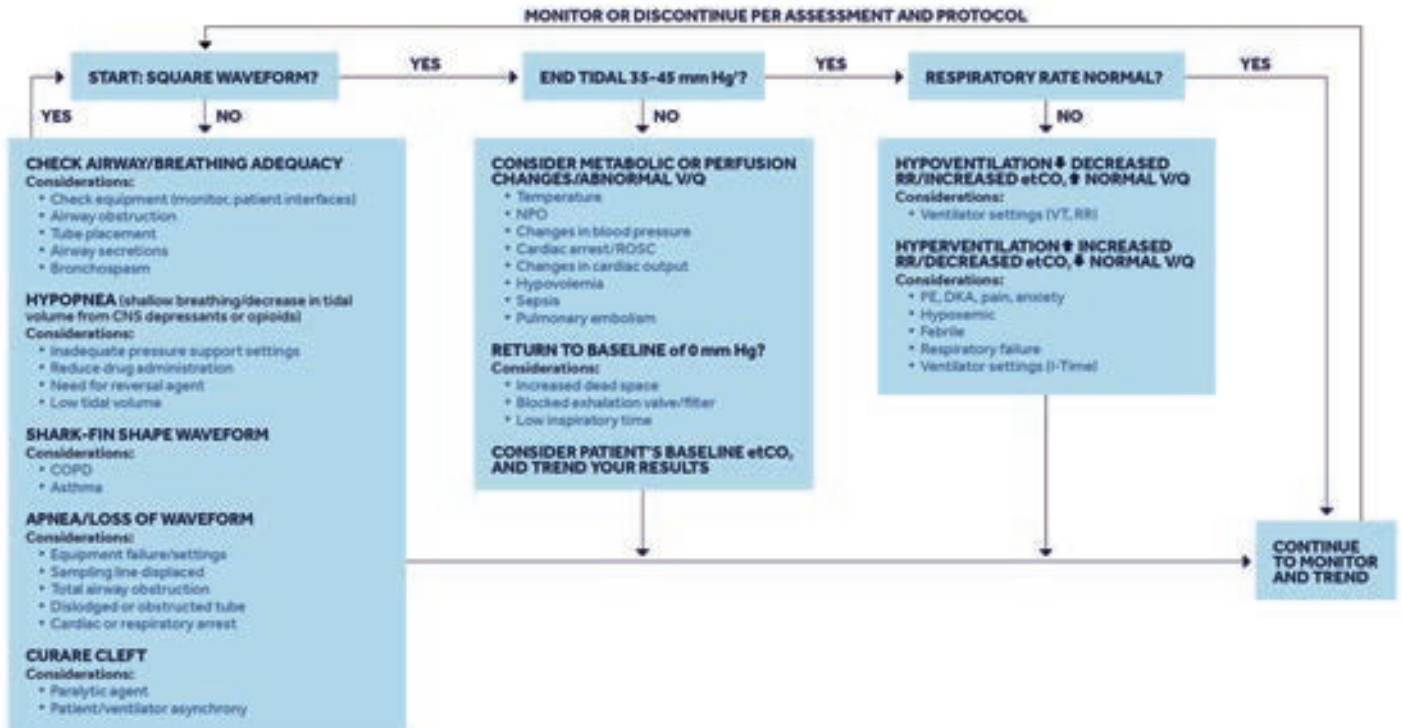 MONITOR OR DISCONTINUE PER ASSESSMENT AND PROTOCOL
START: SQUARE WAVEFORM?
YES
END TIDAL 35–45 mm Hg¹?
YES
RESPIRATORY RATE NORMAL?
YES
YES
NO
NO
NO
CHECK AIRWAY/BREATHING ADEQUACY
Considerations:
• Check equipment (monitor, patient interfaces)
• Airway obstruction
• Tube placement
• Airway secretions
• Bronchospasm
HYPOPNEA (shallow breathing/decrease in tidal
volume from CNS depressants or opioids)
Considerations:
• Inadequate pressure support settings
• Reduce drug administration
• Need for reversal agent
• Low tidal volume
SHARK-FIN SHAPE WAVEFORM
Considerations:
• COPD
• Asthma
APNEA/LOSS OF WAVEFORM
Considerations:
• Equipment failure/settings
• Sampling line displaced
• Total airway obstruction
• Dislodged or obstructed tube
• Cardiac or respiratory arrest
CURARE CLEFT
Considerations:
• Paralytic agent
• Patient/ventilator asynchrony
CONSIDER METABOLIC OR PERFUSION
CHANGES/ABNORMAL V/Q
• Temperature
• NPO
• Changes in blood pressure
• Cardiac arrest/ROSC
• Changes in cardiac output
• Hypovolemia
• Sepsis
• Pulmonary embolism
RETURN TO BASELINE of 0 mm Hg?
Considerations:
• Increased dead space
• Blocked exhalation valve/filter
• Low inspiratory time
CONSIDER PATIENT'S BASELINE etCO₂
AND TREND YOUR RESULTS
HYPOVENTILATION ⬇ DECREASED
RR/INCREASED etCO₂ ⬆ NORMAL V/Q
Considerations:
• Ventilator settings (VT, RR)
HYPERVENTILATION ⬆ INCREASED
RR/DECREASED etCO₂ ⬇ NORMAL V/Q
Considerations:
• PE, DKA, pain, anxiety
• Hypoxemic
• Febrile
• Respiratory failure
• Ventilator settings (I-Time)
CONTINUE
TO MONITOR
AND TREND